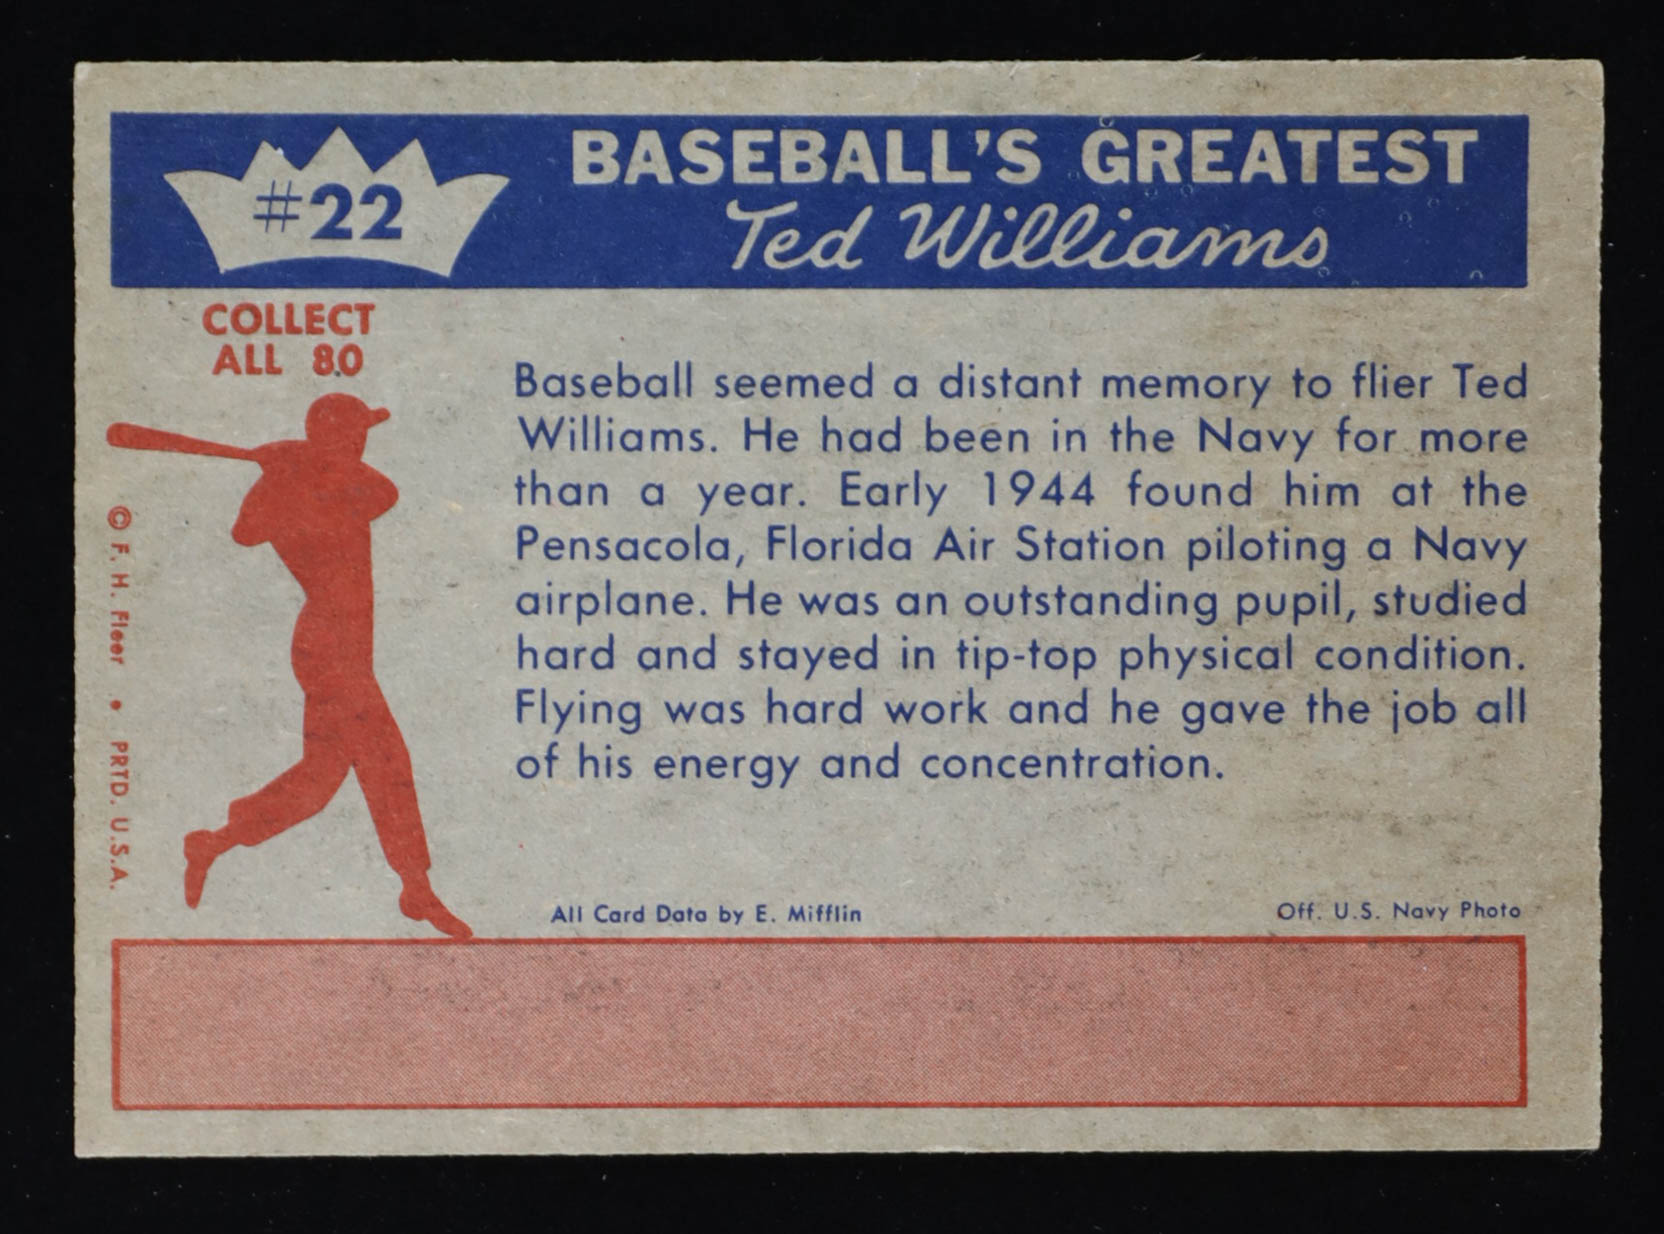 #22
BASEBALL'S GREATEST
Ted Williams
COLLECT
ALL 80
Baseball seemed a distant memory to flier Ted
Williams. He had been in the Navy for more
than a year. Early 1944 found him at the
Pensacola, Florida Air Station piloting a Navy
airplane. He was an outstanding pupil, studied
hard and stayed in tip-top physical condition.
Flying was hard work and he gave the job all
of his energy and concentration.
© F. H. Fleer • PRTD. U.S.A.
All Card Data by E. Mifflin
Off. U.S. Navy Photo